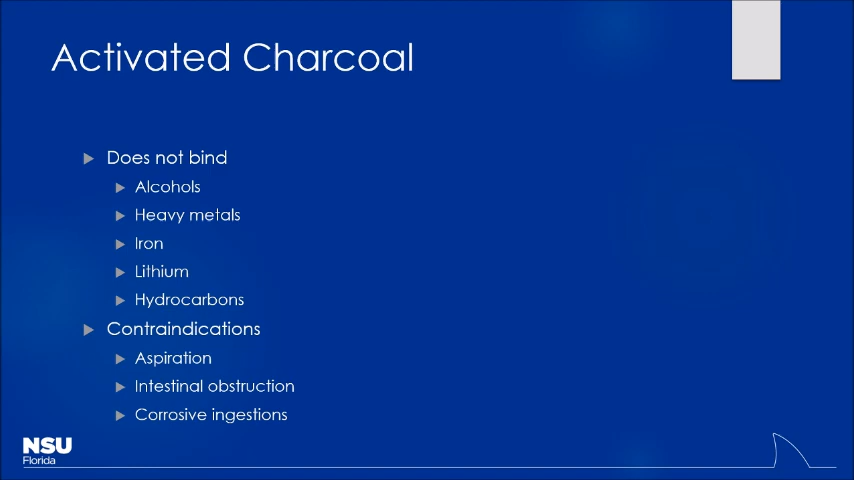 Activated Charcoal
Does not bind
Alcohols
Heavy metals
Iron
Lithium
Hydrocarbons
Contraindications
Aspiration
Intestinal obstruction
Corrosive ingestions
NSU
Florida